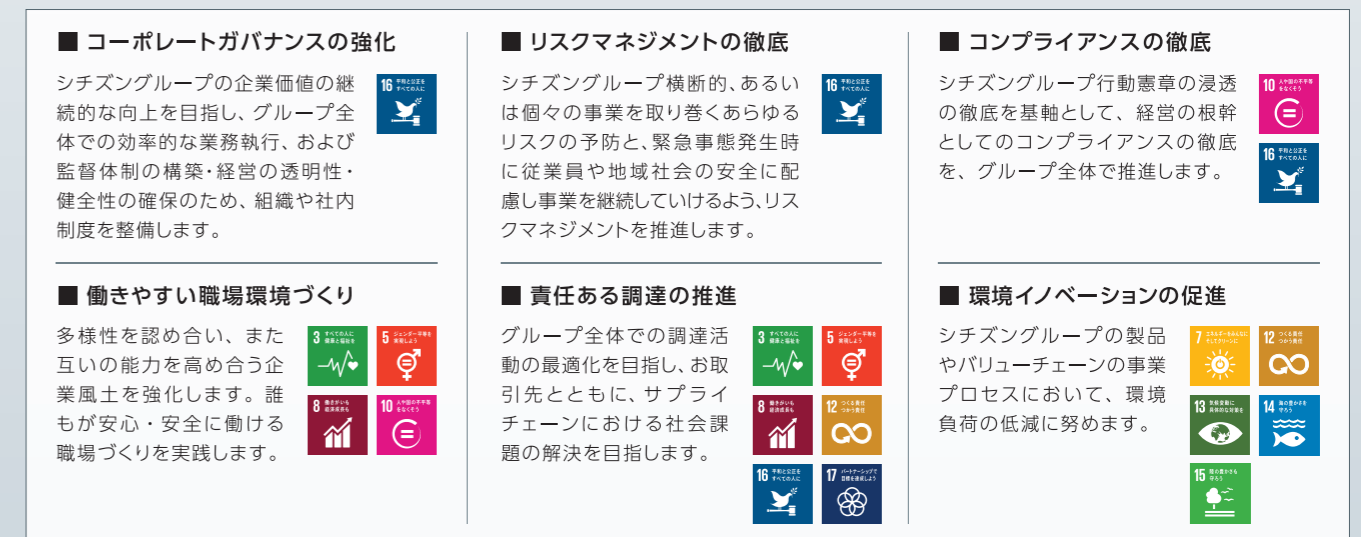 ■ コーポレートガバナンスの強化
シチズングループの企業価値の継
続的な向上を目指し、グループ全
体での効率的な業務執行、および
監督体制の構築・経営の透明性・
健全性の確保のため、組織や社内
制度を整備します。
16 平和と公正を
すべての人に
■ リスクマネジメントの徹底
シチズングループ横断的、あるい
は個々の事業を取り巻くあらゆる
リスクの予防と、緊急事態発生時
に従業員や地域社会の安全に配
慮し事業を継続していけるよう、リス
クマネジメントを推進します。
16 平和と公正を
すべての人に
■ コンプライアンスの徹底
シチズングループ行動憲章の浸透
の徹底を基軸として、経営の根幹
としてのコンプライアンスの徹底
を、グループ全体で推進します。
10 人や国の不平等
をなくそう
16 平和と公正を
すべての人に
■ 働きやすい職場環境づくり
多様性を認め合い、また
互いの能力を高め合う企
業風土を強化します。誰
もが安心・安全に働ける
職場づくりを実践します。
3 すべての人に
健康と福祉を
5 ジェンダー平等を
実現しよう
8 働きがいも
経済成長も
10 人や国の不平等
をなくそう
■ 責任ある調達の推進
グループ全体での調達活
動の最適化を目指し、お取
引先とともに、サプライ
チェーンにおける社会課
題の解決を目指します。
3 すべての人に
健康と福祉を
5 ジェンダー平等を
実現しよう
8 働きがいも
経済成長も
12 つくる責任
つかう責任
16 平和と公正を
すべての人に
17 パートナーシップで
目標を達成しよう
■ 環境イノベーションの促進
シチズングループの製品
やバリューチェーンの事業
プロセスにおいて、環境
負荷の低減に努めます。
7 エネルギーをみんなに
そしてクリーンに
12 つくる責任
つかう責任
13 気候変動に
具体的な対策を
14 海の豊かさを
守ろう
15 陸の豊かさも
守ろう